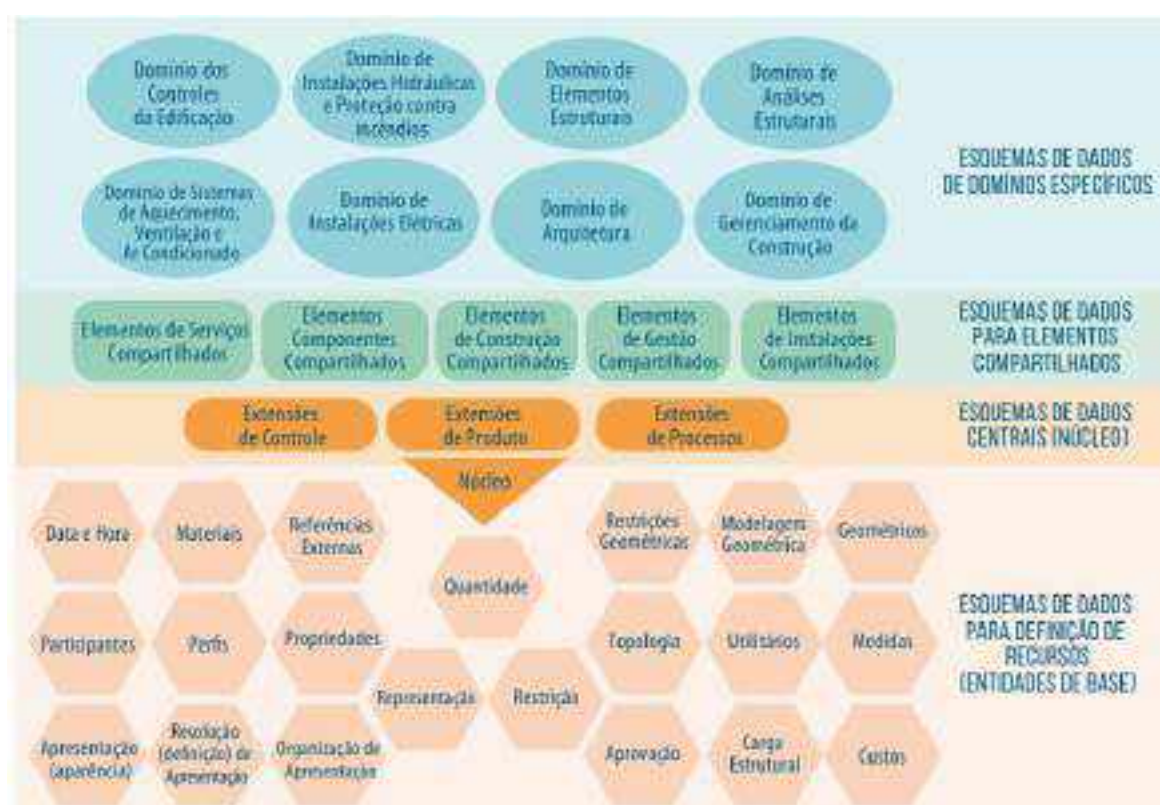 Domínio dos
Controles
da Edificação
Domínio de
Instalações Hidráulicas
e Proteção contra
incêndios
Domínio de
Elementos
Estruturais
Domínio de
Análises
Estruturais
Domínio de Sistemas
de Aquecimento,
Ventilação e
Ar Condicionado
Domínio de
Instalações Elétricas
Domínio de
Arquitetura
Domínio de
Gerenciamento da
Construção
ESQUEMAS DE DADOS
DE DOMÍNOS ESPECÍFICOS
Elementos de Serviços
Compartilhados
Elementos
Componentes
Compartilhados
Elementos
de Construção
Compartilhados
Elementos
de Gestão
Compartilhados
Elementos
de Instalações
Compartilhados
ESQUEMAS DE DADOS
PARA ELEMENTOS
COMPARTILHADOS
Extensões
de Controle
Extensões
de Produto
Extensões
de Processos
Núcleo
ESQUEMAS DE DADOS
CENTRAIS (NÚCLEO)
Data e Hora
Materiais
Referências
Externas
Quantidade
Restrições
Geométricas
Modelagem
Geométrica
Geométricos
Participantes
Perfis
Propriedades
Representação
Restrição
Topologia
Utilitários
Medidas
Apresentação
(aparência)
Resolução
(definição) de
Apresentação
Organização de
Apresentação
Aprovação
Carga
Estrutural
Custos
ESQUEMAS DE DADOS
PARA DEFINIÇÃO DE
RECURSOS
(ENTIDADES DE BASE)